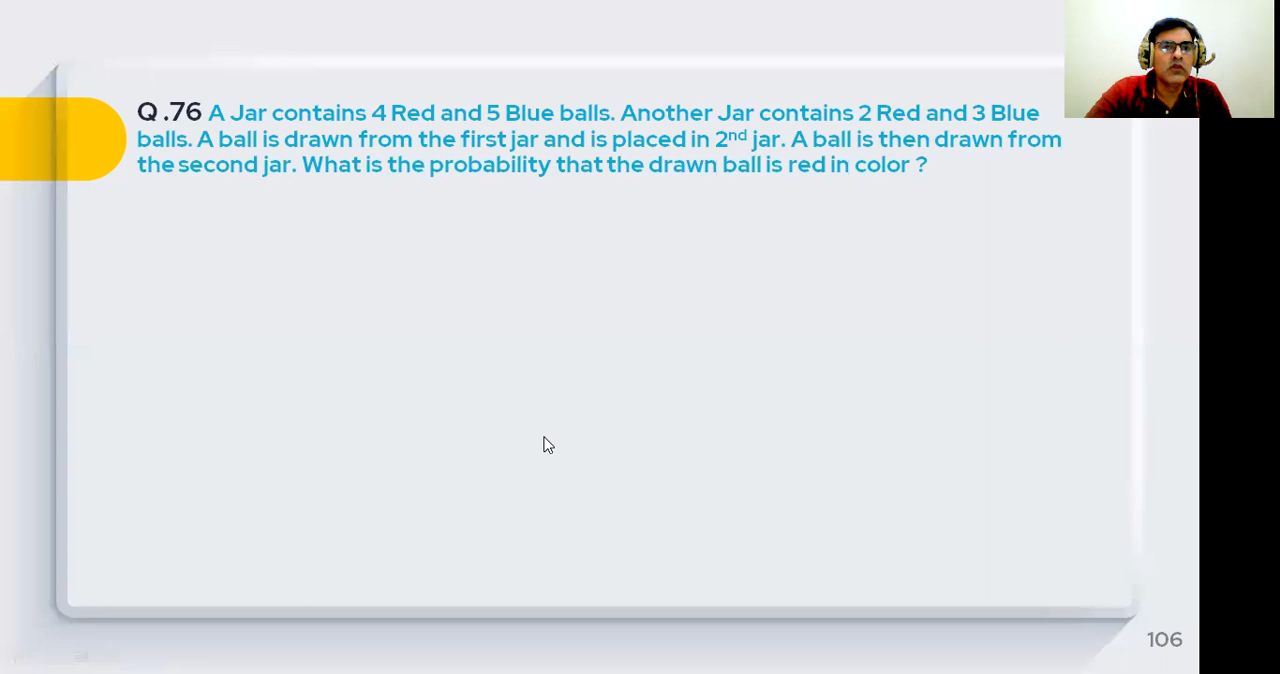 Q .76 A Jar contains 4 Red and 5 Blue balls. Another Jar contains 2 Red and 3 Blue
balls. A ball is drawn from the first jar and is placed in 2nd jar. A ball is then drawn from
the second jar. What is the probability that the drawn ball is red in color ?
106